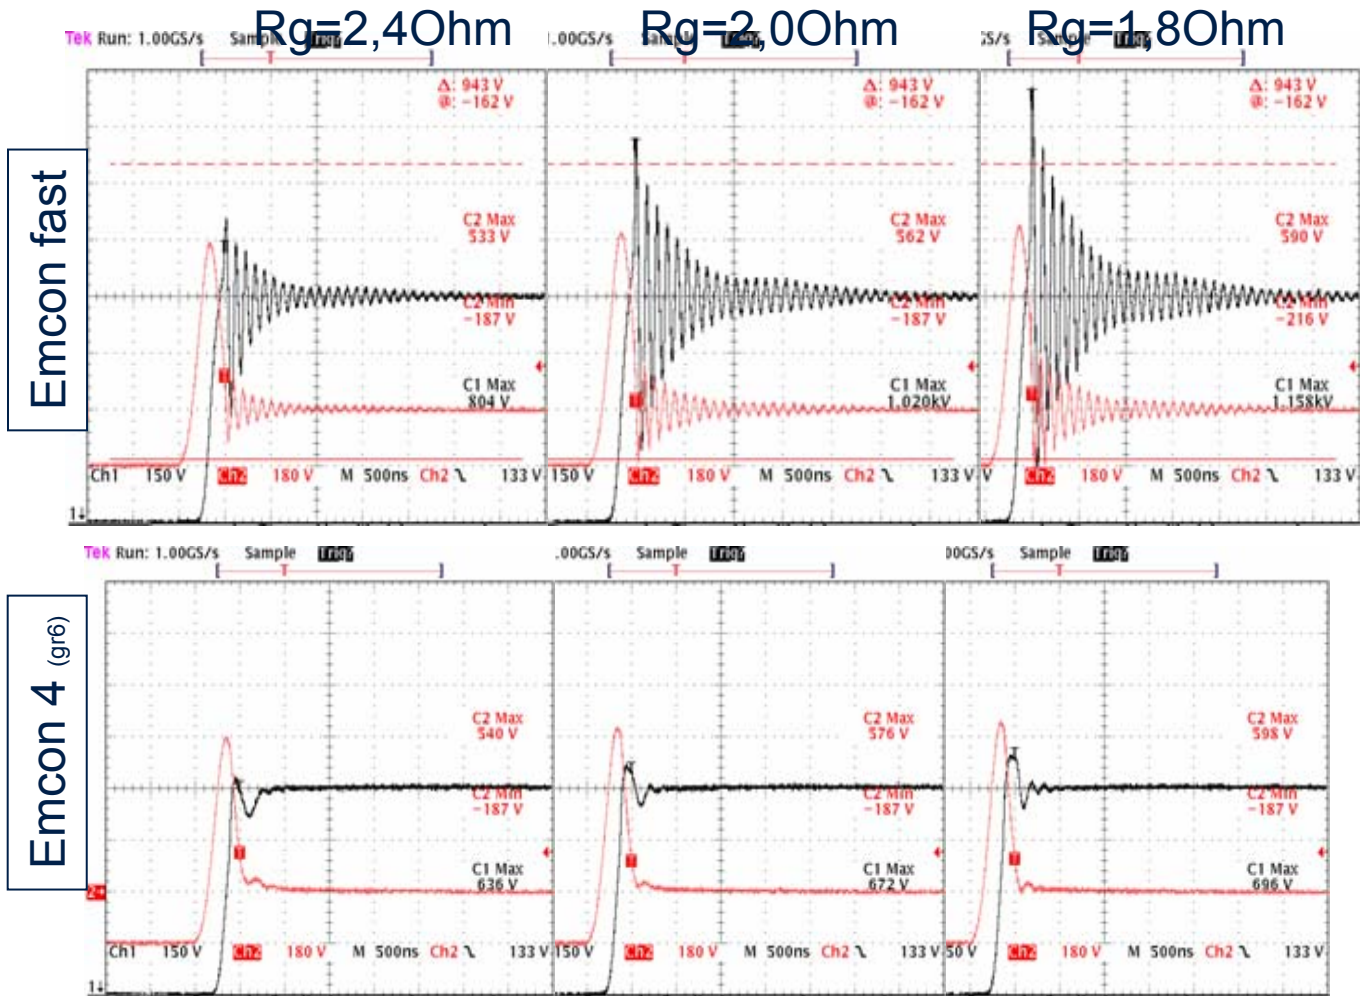 Rg=2,4Ohm Rg=2,0Ohm Rg=1,8Ohm
Emcon fast
Tek Run: 1.00GS/s Sample Trig?
Δ: 943 V
@: -162 V
C2 Max
533 V
C2 Min
-187 V
C1 Max
804 V
Ch1 150 V Ch2 180 V M 500ns Ch2 133 V
1
.00GS/s Sample Trig?
Δ: 943 V
@: -162 V
C2 Max
562 V
C2 Min
-187 V
C1 Max
1.020kV
150 V Ch2 180 V M 500ns Ch2 133 V
GS/s Sample Trig?
Δ: 943 V
@: -162 V
C2 Max
590 V
C2 Min
-216 V
C1 Max
1.158kV
V Ch2 180 V M 500ns Ch2 133 V
Emcon 4 (gr6)
Tek Run: 1.00GS/s Sample Trig?
C2 Max
540 V
C2 Min
-187 V
C1 Max
636 V
2
Ch1 150 V Ch2 180 V M 500ns Ch2 133 V
1
.00GS/s Sample Trig?
C2 Max
576 V
C2 Min
-187 V
C1 Max
672 V
150 V Ch2 180 V M 500ns Ch2 133 V
00GS/s Sample Trig?
C2 Max
598 V
C2 Min
-187 V
C1 Max
696 V
50 V Ch2 180 V M 500ns Ch2 133 V